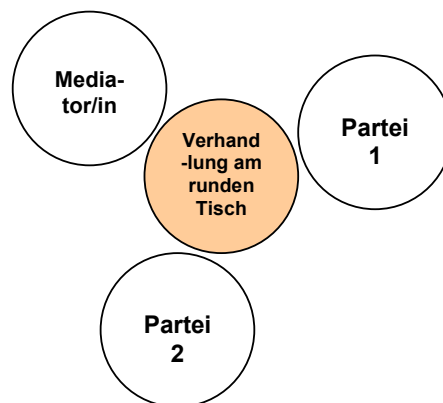 Media-
tor/in
Verhand
-lung am
runden
Tisch
Partei
1
Partei
2